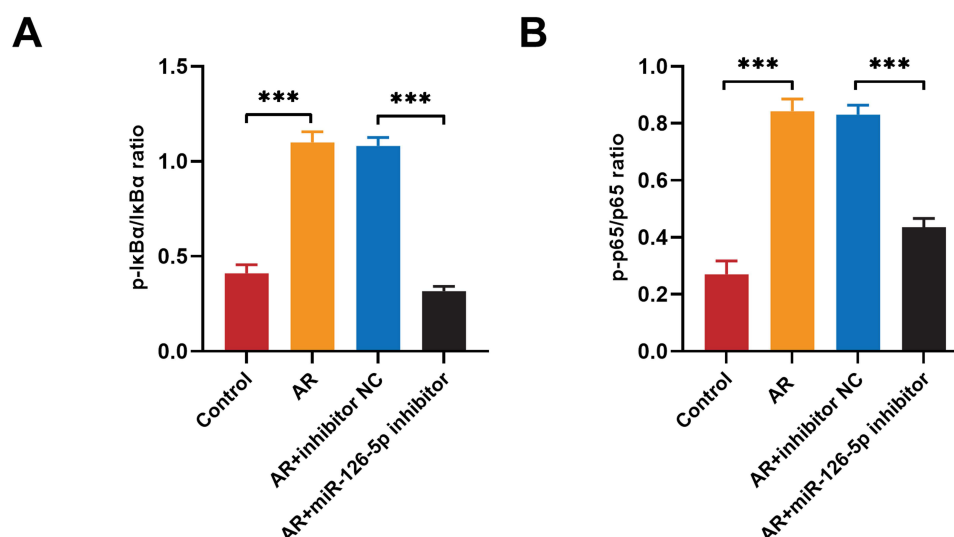 A
p-IκBα/IκBα ratio
1.5
1.0
0.5
0.0
***
***
Control
AR
AR+inhibitor NC
AR+miR-126-5p inhibitor
B
p-p65/p65 ratio
1.0
0.8
0.6
0.4
0.2
0.0
***
***
Control
AR
AR+inhibitor NC
AR+miR-126-5p inhibitor